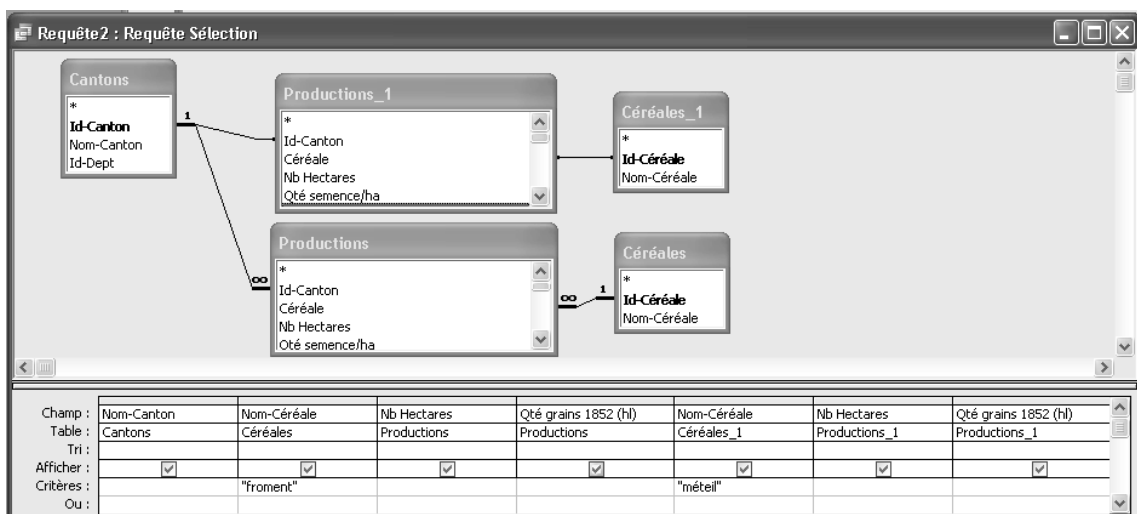 Requête2 : Requête Sélection
Cantons
*
Id-Canton
Nom-Canton
Id-Dept
1
Productions_1
*
Id-Canton
Céréale
Nb Hectares
Qté semence/ha
Céréales_1
*
Id-Céréale
Nom-Céréale
Productions
*
Id-Canton
Céréale
Nb Hectares
Qté semence/ha
∞
∞
1
Céréales
*
Id-Céréale
Nom-Céréale
Champ : Nom-Canton Nom-Céréale Nb Hectares Qté grains 1852 (hl) Nom-Céréale Nb Hectares Qté grains 1852 (hl)
Table : Cantons Céréales Productions Productions Céréales_1 Productions_1 Productions_1
Tri :
Afficher :
Critères : "froment" "méteil"
Ou :